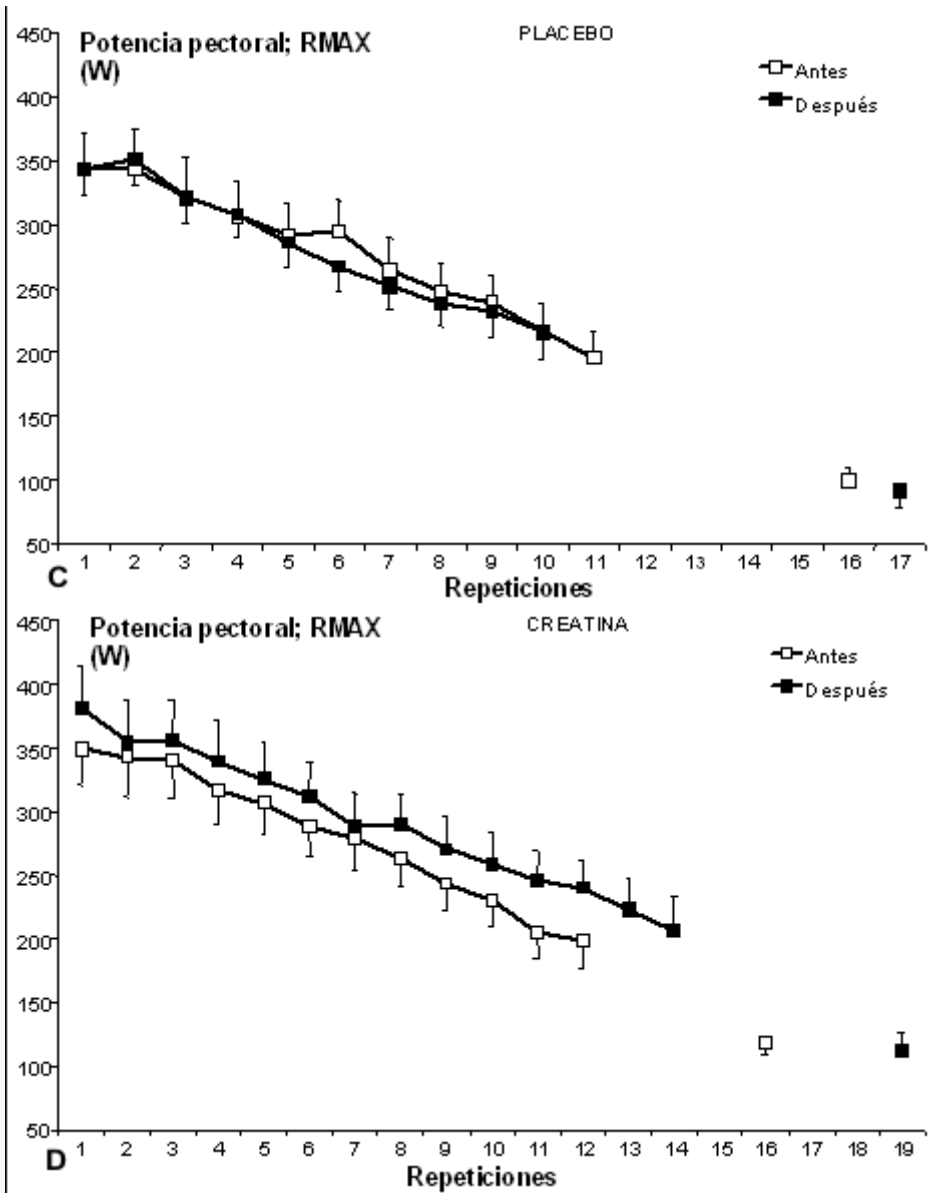 450
Potencia pectoral; RMAX
(W)
PLACEBO
Antes
Después
400
350
300
250
200
150
100
50
1 2 3 4 5 6 7 8 9 10 11 12 13 14 15 16 17
C
Repeticiones
450
Potencia pectoral; RMAX
(W)
CREATINA
Antes
Después
400
350
300
250
200
150
100
50
1 2 3 4 5 6 7 8 9 10 11 12 13 14 15 16 17 18 19
D
Repeticiones